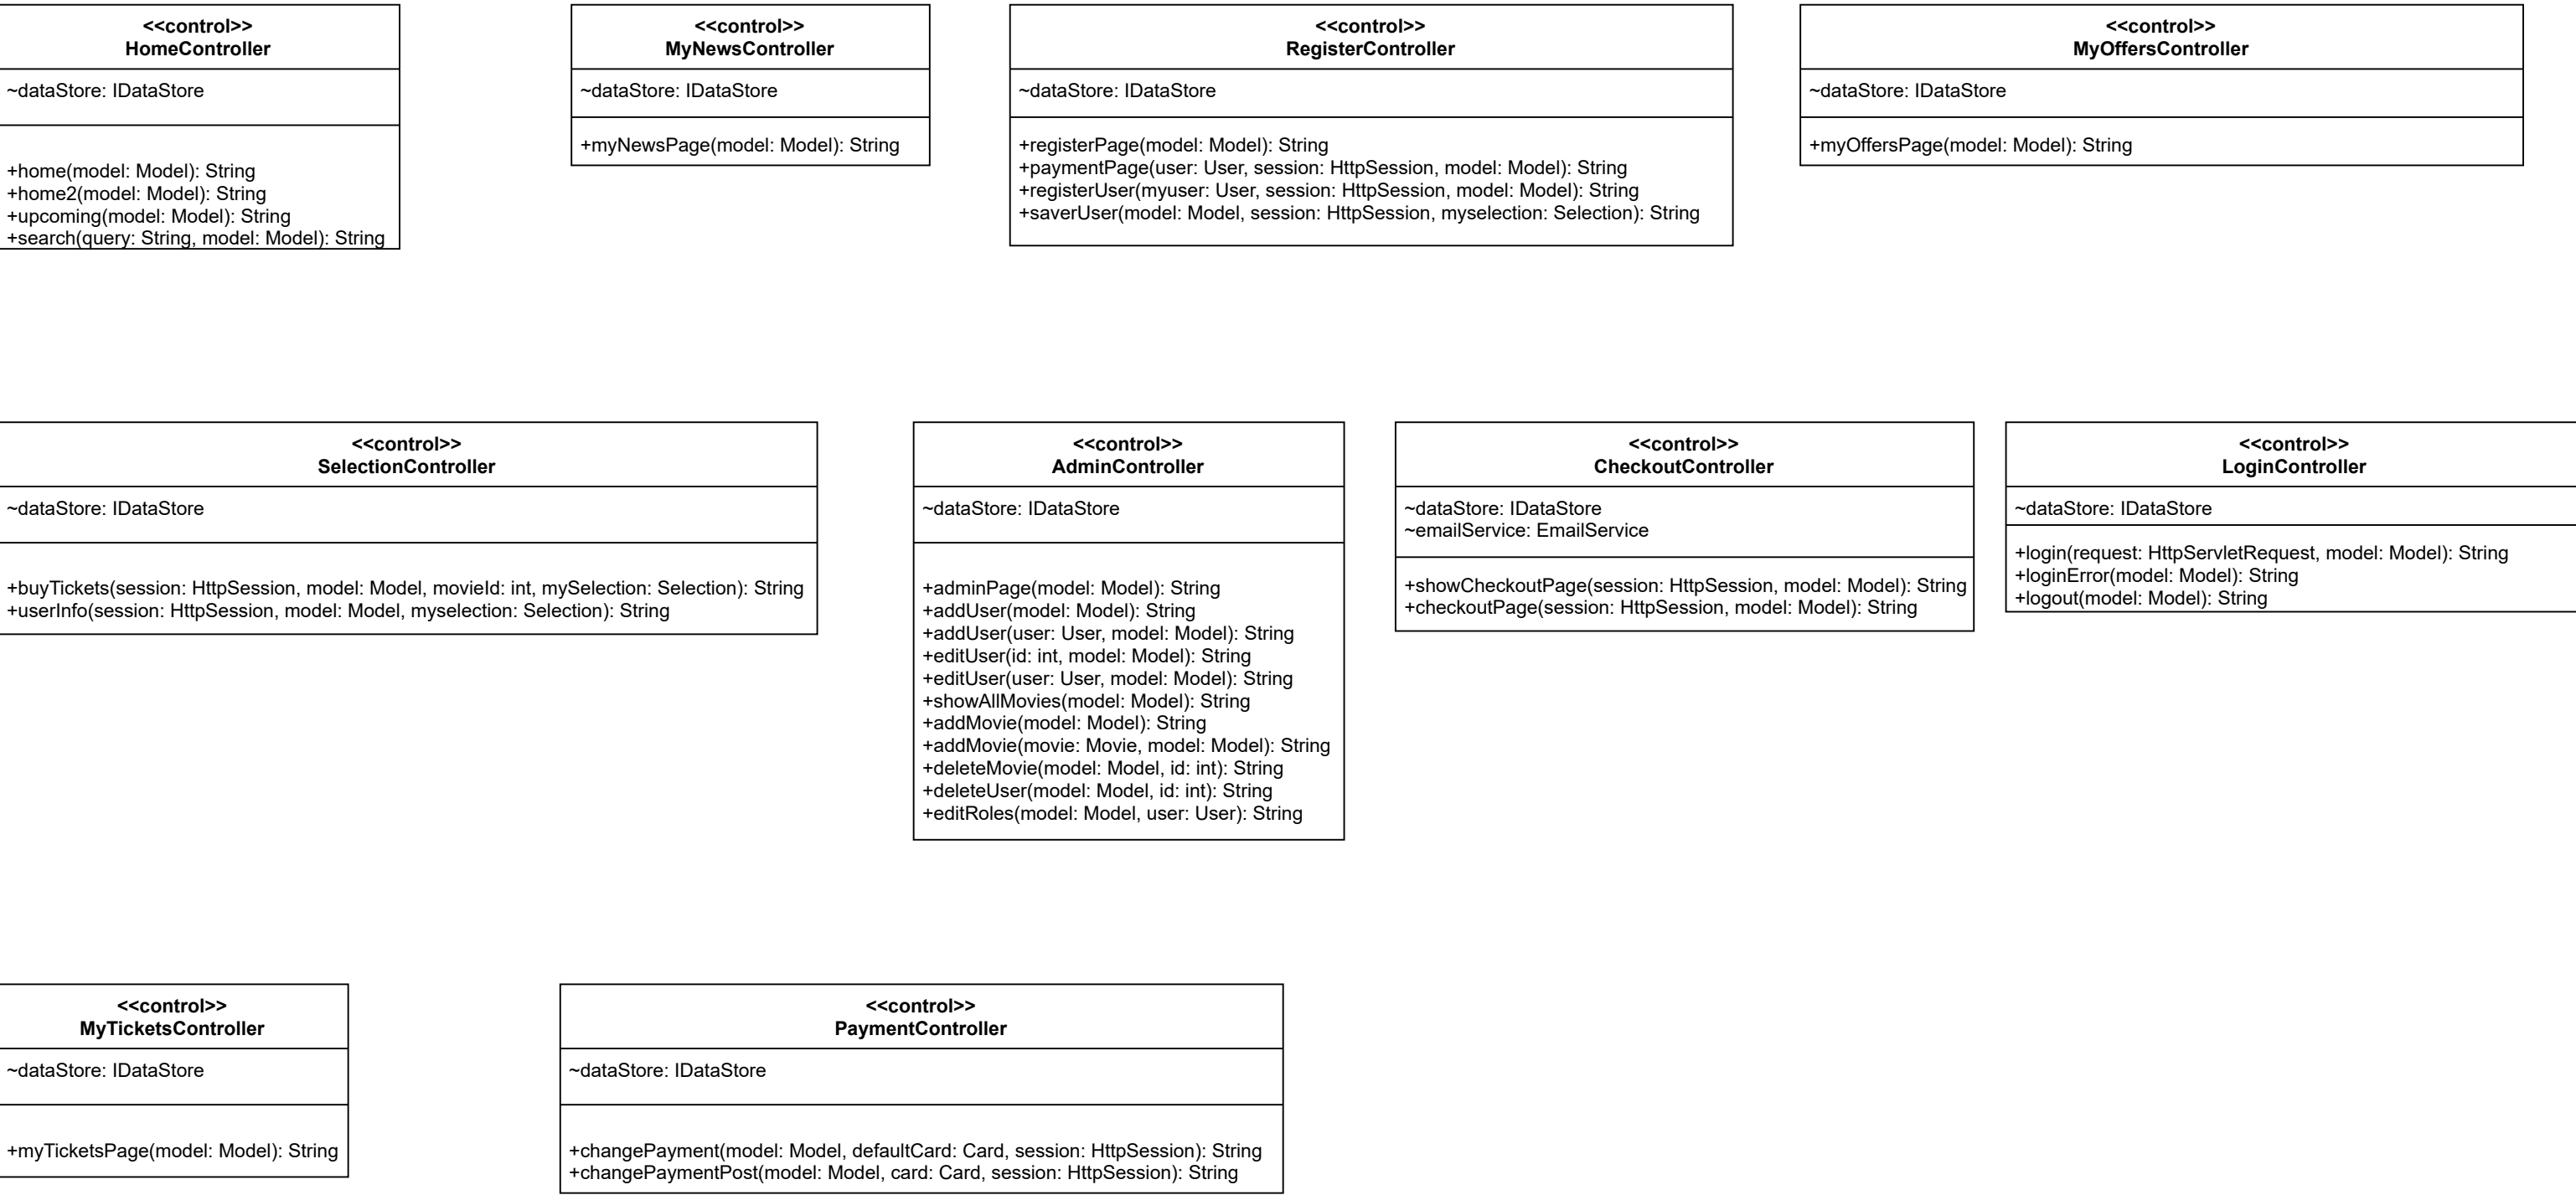 <<control>>
HomeController
~dataStore: IDataStore
+home(model: Model): String
+home2(model: Model): String
+upcoming(model: Model): String
+search(query: String, model: Model): String
<<control>>
MyNewsController
~dataStore: IDataStore
+myNewsPage(model: Model): String
<<control>>
RegisterController
~dataStore: IDataStore
+registerPage(model: Model): String
+paymentPage(user: User, session: HttpSession, model: Model): String
+registerUser(myuser: User, session: HttpSession, model: Model): String
+saverUser(model: Model, session: HttpSession, myselection: Selection): String
<<control>>
MyOffersController
~dataStore: IDataStore
+myOffersPage(model: Model): String
<<control>>
SelectionController
~dataStore: IDataStore
+buyTickets(session: HttpSession, model: Model, movieId: int, mySelection: Selection): String
+userInfo(session: HttpSession, model: Model, myselection: Selection): String
<<control>>
AdminController
~dataStore: IDataStore
+adminPage(model: Model): String
+addUser(model: Model): String
+addUser(user: User, model: Model): String
+editUser(id: int, model: Model): String
+editUser(user: User, model: Model): String
+showAllMovies(model: Model): String
+addMovie(model: Model): String
+addMovie(movie: Movie, model: Model): String
+deleteMovie(model: Model, id: int): String
+deleteUser(model: Model, id: int): String
+editRoles(model: Model, user: User): String
<<control>>
CheckoutController
~dataStore: IDataStore
~emailService: EmailService
+showCheckoutPage(session: HttpSession, model: Model): String
+checkoutPage(session: HttpSession, model: Model): String
<<control>>
LoginController
~dataStore: IDataStore
+login(request: HttpServletRequest, model: Model): String
+loginError(model: Model): String
+logout(model: Model): String
<<control>>
MyTicketsController
~dataStore: IDataStore
+myTicketsPage(model: Model): String
<<control>>
PaymentController
~dataStore: IDataStore
+changePayment(model: Model, defaultCard: Card, session: HttpSession): String
+changePaymentPost(model: Model, card: Card, session: HttpSession): String